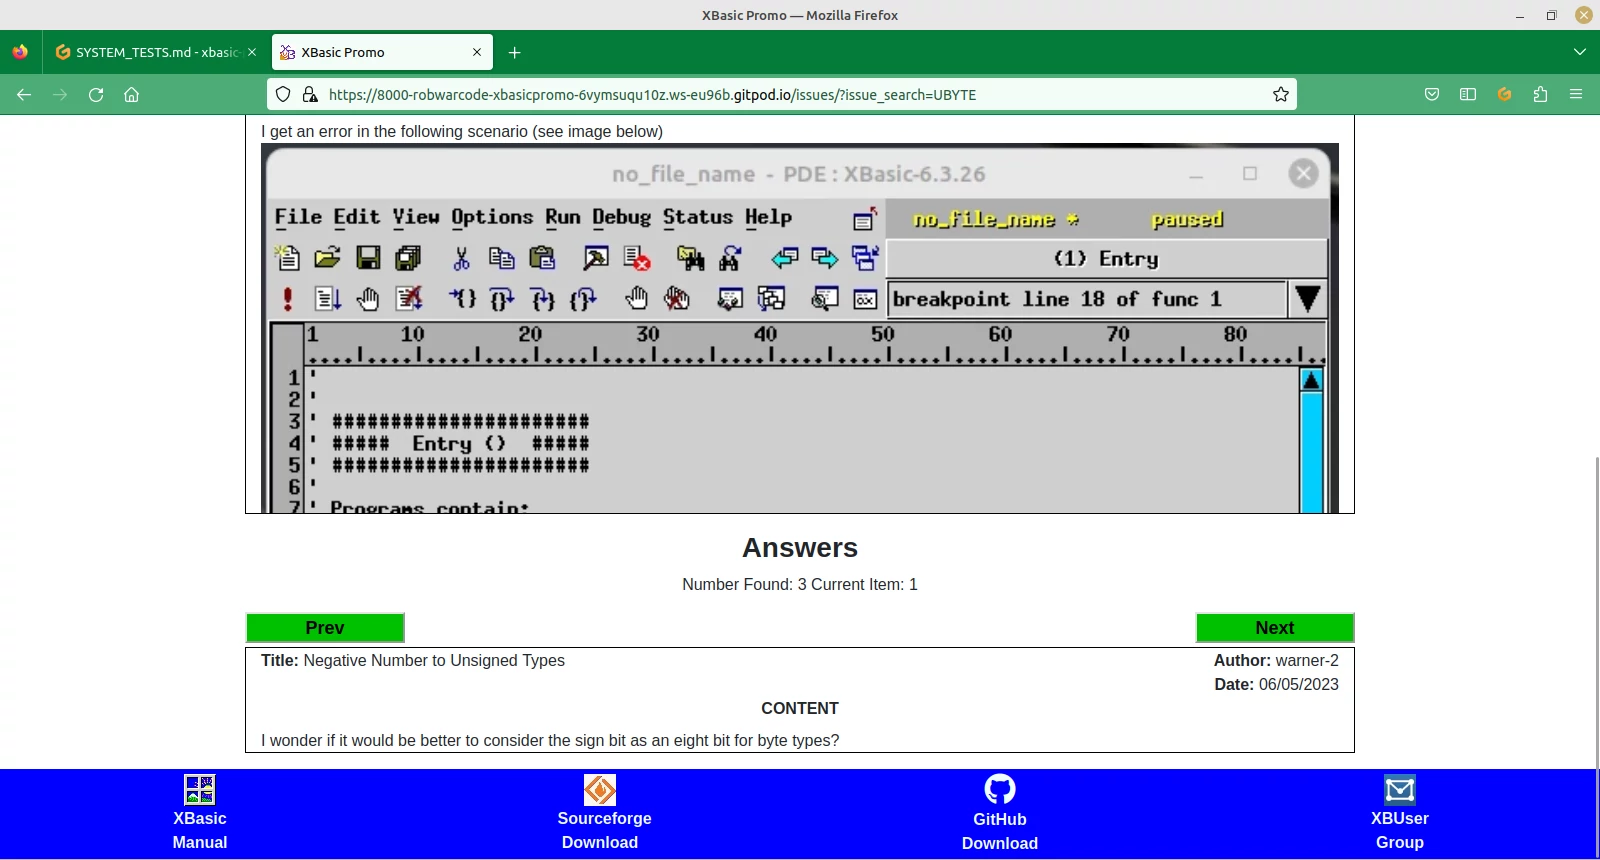 XBasic Promo — Mozilla Firefox
SYSTEM_TESTS.md - xbasic-
XBasic Promo
https://8000-robwarcode-xbasicpromo-6vymsuqu10z.ws-eu96b.gitpod.io/issues/?issue_search=UBYTE
I get an error in the following scenario (see image below)
no_file_name - PDE : XBasic-6.3.26
File Edit View Options Run Debug Status Help
no_file_name * paused
(1) Entry
breakpoint line 18 of func 1
1 10 20 30 40 50 60 70 80
1 '
2 '
3 ' ######################
4 ' ##### Entry () #####
5 ' ######################
6 '
7 ' Programs contain:
Answers
Number Found: 3 Current Item: 1
Prev Next
Title: Negative Number to Unsigned Types Author: warner-2
Date: 06/05/2023
CONTENT
I wonder if it would be better to consider the sign bit as an eight bit for byte types?
XBasic Sourceforge GitHub XBUser
Manual Download Download Group